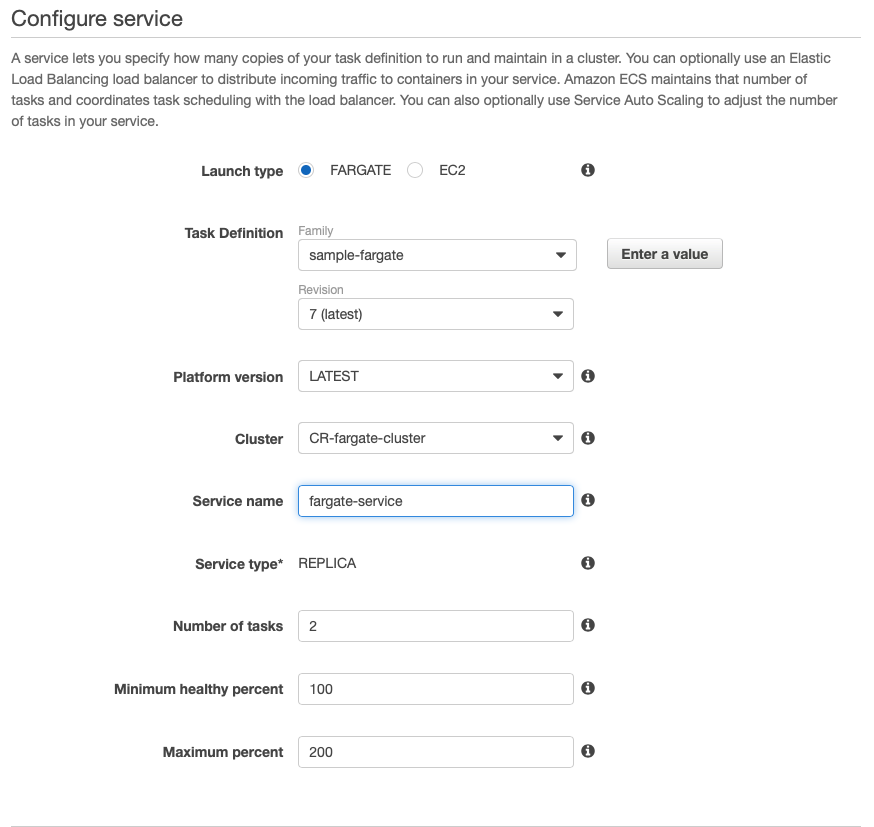 Configure service
A service lets you specify how many copies of your task definition to run and maintain in a cluster. You can optionally use an Elastic
Load Balancing load balancer to distribute incoming traffic to containers in your service. Amazon ECS maintains that number of
tasks and coordinates task scheduling with the load balancer. You can also optionally use Service Auto Scaling to adjust the number
of tasks in your service.
Launch type FARGATE EC2
Family
Task Definition
sample-fargate Enter a value
Revision
7 (latest)
Platform version LATEST
Cluster CR-fargate-cluster
Service name fargate-service
Service type* REPLICA
Number of tasks 2
Minimum healthy percent 100
Maximum percent 200